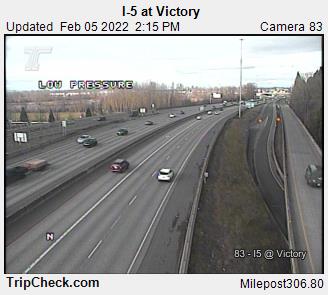 I-5 at Victory
Updated Feb 05 2022 2:15 PM Camera 83
LOW PRESSURE
N
83 - I5 @ Victory
TripCheck.com Milepost306.80